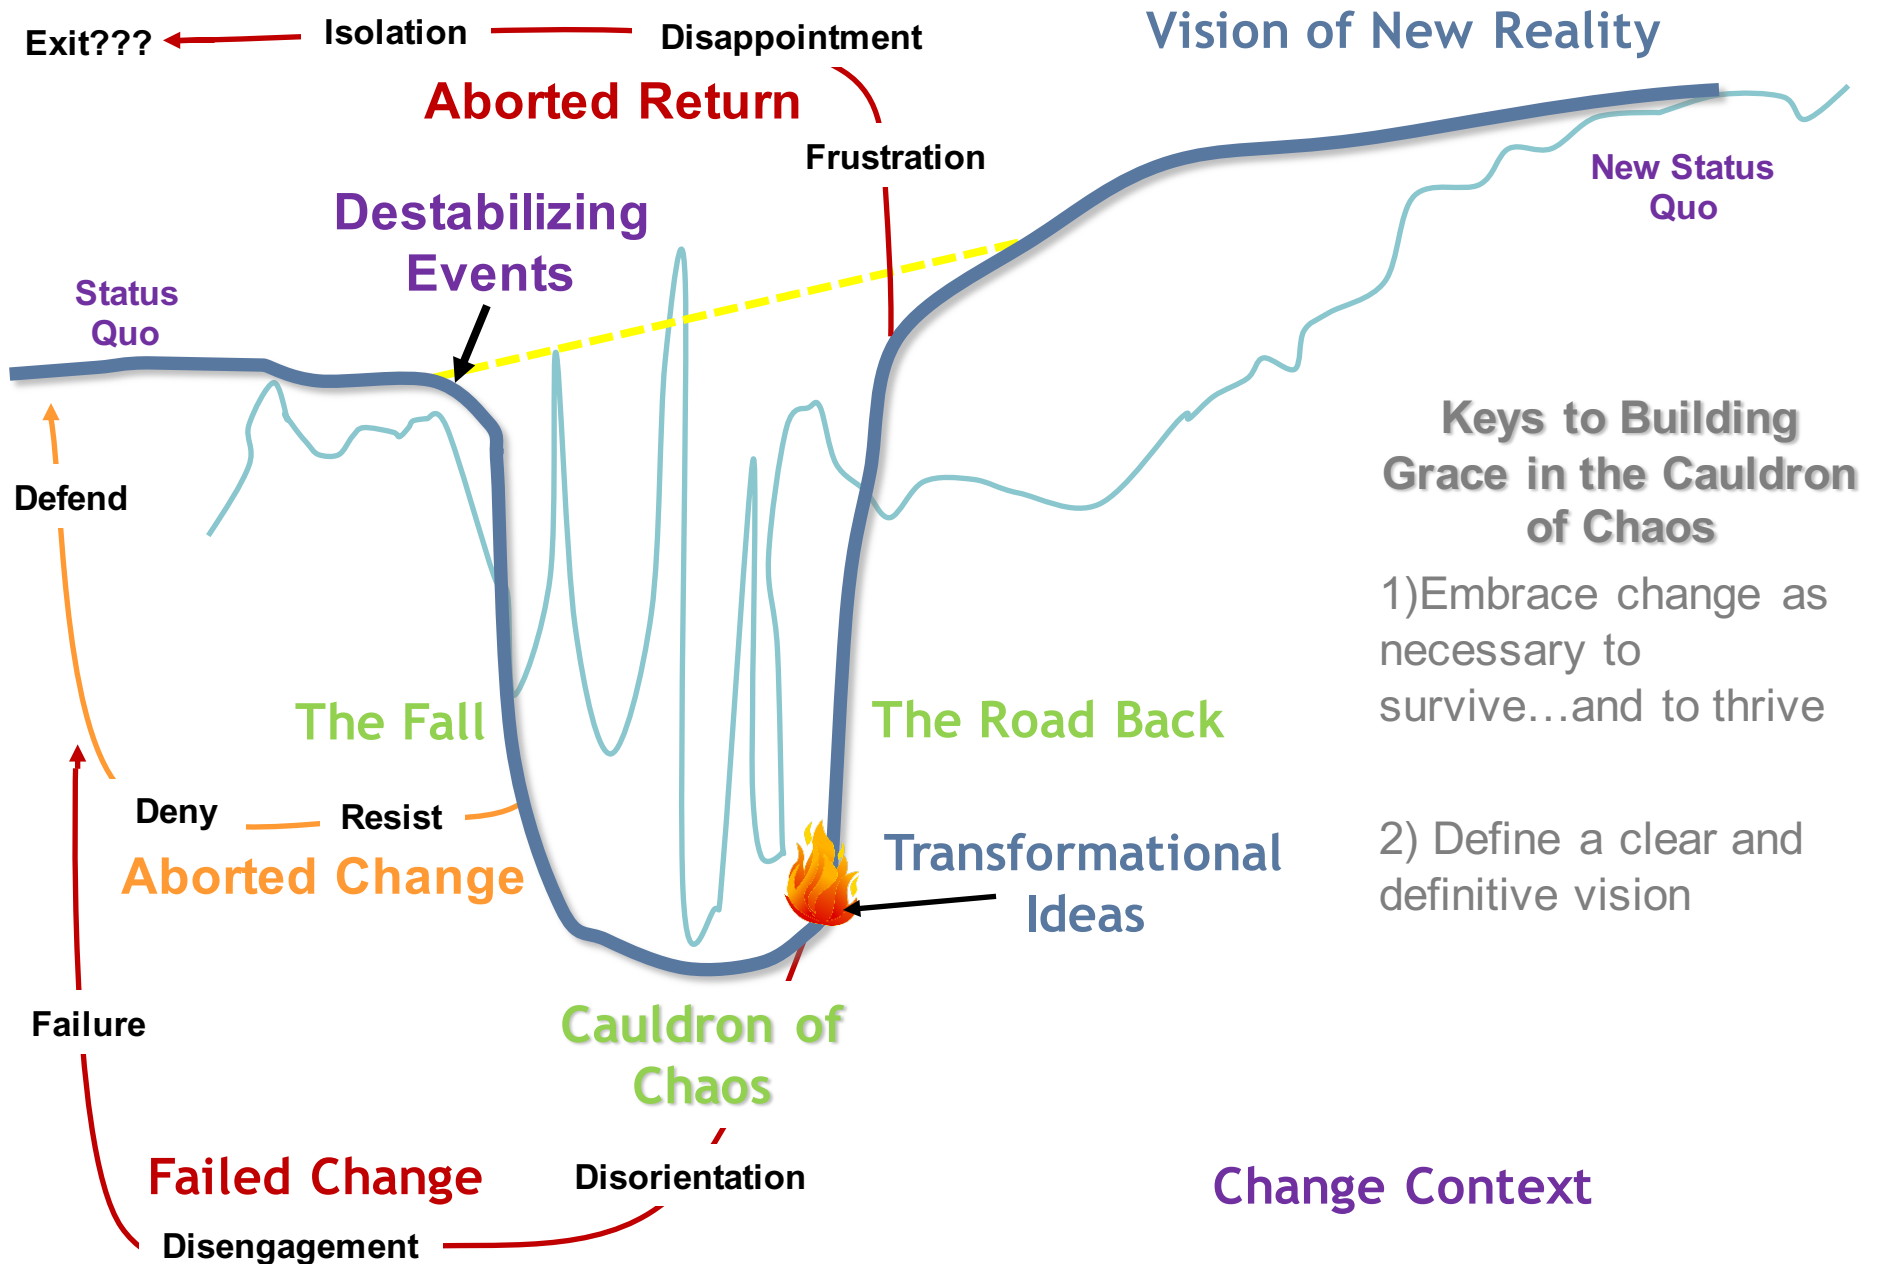 Exit???
Isolation
Disappointment
Vision of New Reality
Aborted Return
Frustration
New Status
Quo
Destabilizing
Events
Status
Quo
Defend
Keys to Building
Grace in the Cauldron
of Chaos
1)Embrace change as
necessary to
survive…and to thrive
The Fall
The Road Back
Deny
Resist
Aborted Change
Transformational
Ideas
2) Define a clear and
definitive vision
Failure
Cauldron of
Chaos
Failed Change
Disorientation
Change Context
Disengagement